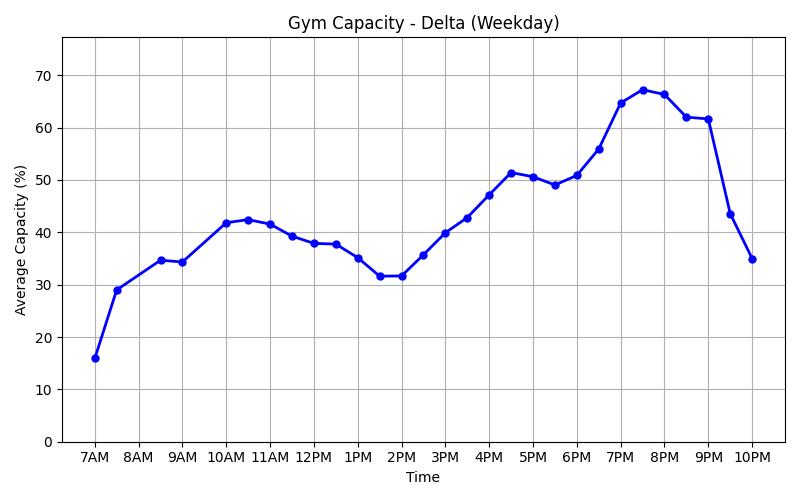 Gym Capacity - Delta (Weekday)
Average Capacity (%)
70
60
50
40
30
20
10
0
7AM 8AM 9AM 10AM 11AM 12PM 1PM 2PM 3PM 4PM 5PM 6PM 7PM 8PM 9PM 10PM
Time